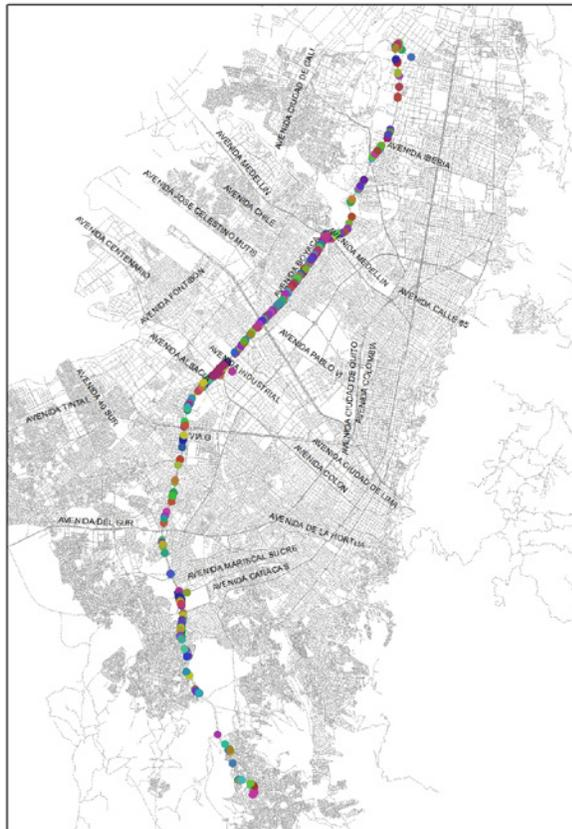 AVENIDA CIUDAD DE CALI
AVENIDA IBERIA
AVENIDA MEDELLIN
AVENIDA CHILE
AVENIDA JOSE CELESTINO MUTIS
AVENIDA CENTENARIO
AVENIDA FONTIBON
AVENIDA BOYACA
AVENIDA MEDELLIN
AVENIDA CALLE 85
AVENIDA PABLO VI
AVENIDA INDUSTRIAL
AVENIDA ALSACIA
AVENIDA CIUDAD DE QUITO
AVENIDA COLOMBIA
AVENIDA TINTAL
AVENIDA 40 SUR
AVENIDA CIUDAD DE LIMA
AVENIDA COLON
AVENIDA DEL SUR
AVENIDA DE LA HORTUA
AVENIDA MARISCAL SUCRE
AVENIDA CARACAS